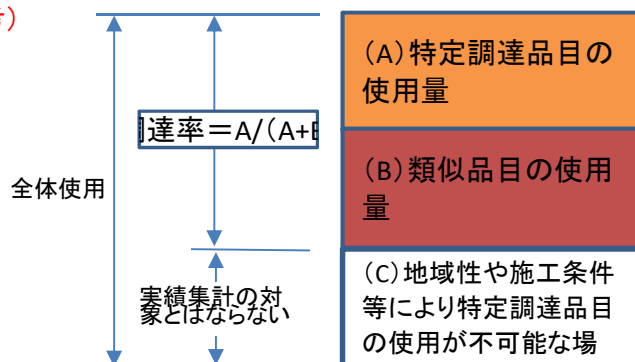 (A)特定調達品目の
使用量
達率＝A/(A+
全体使用
(B)類似品目の使用
量
実績集計の対
象とはならない
(C)地域性や施工条件
等により特定調達品目
の使用が不可能な場